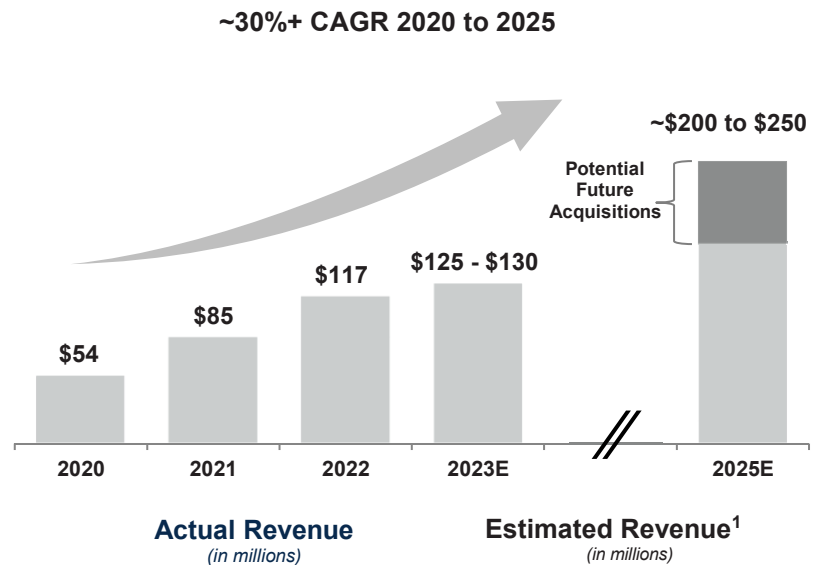 ~30%+ CAGR 2020 to 2025
~$200 to $250
Potential
Future
Acquisitions
$125 - $130
$117
$85
$54
2020
2021
2022
2023E
2025E
Actual Revenue
(in millions)
Estimated Revenue¹
(in millions)